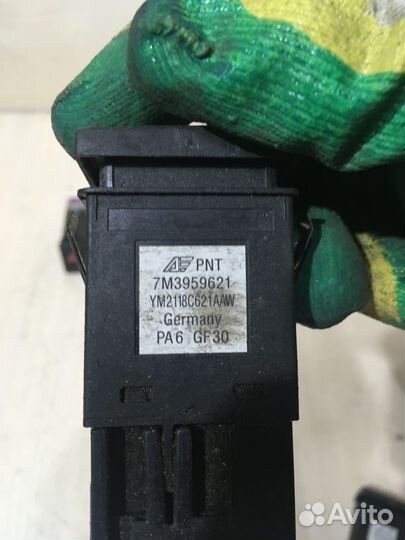 PNT
7M3959621
YM2118C621AAW
Germany
PA6 GF30
Avito